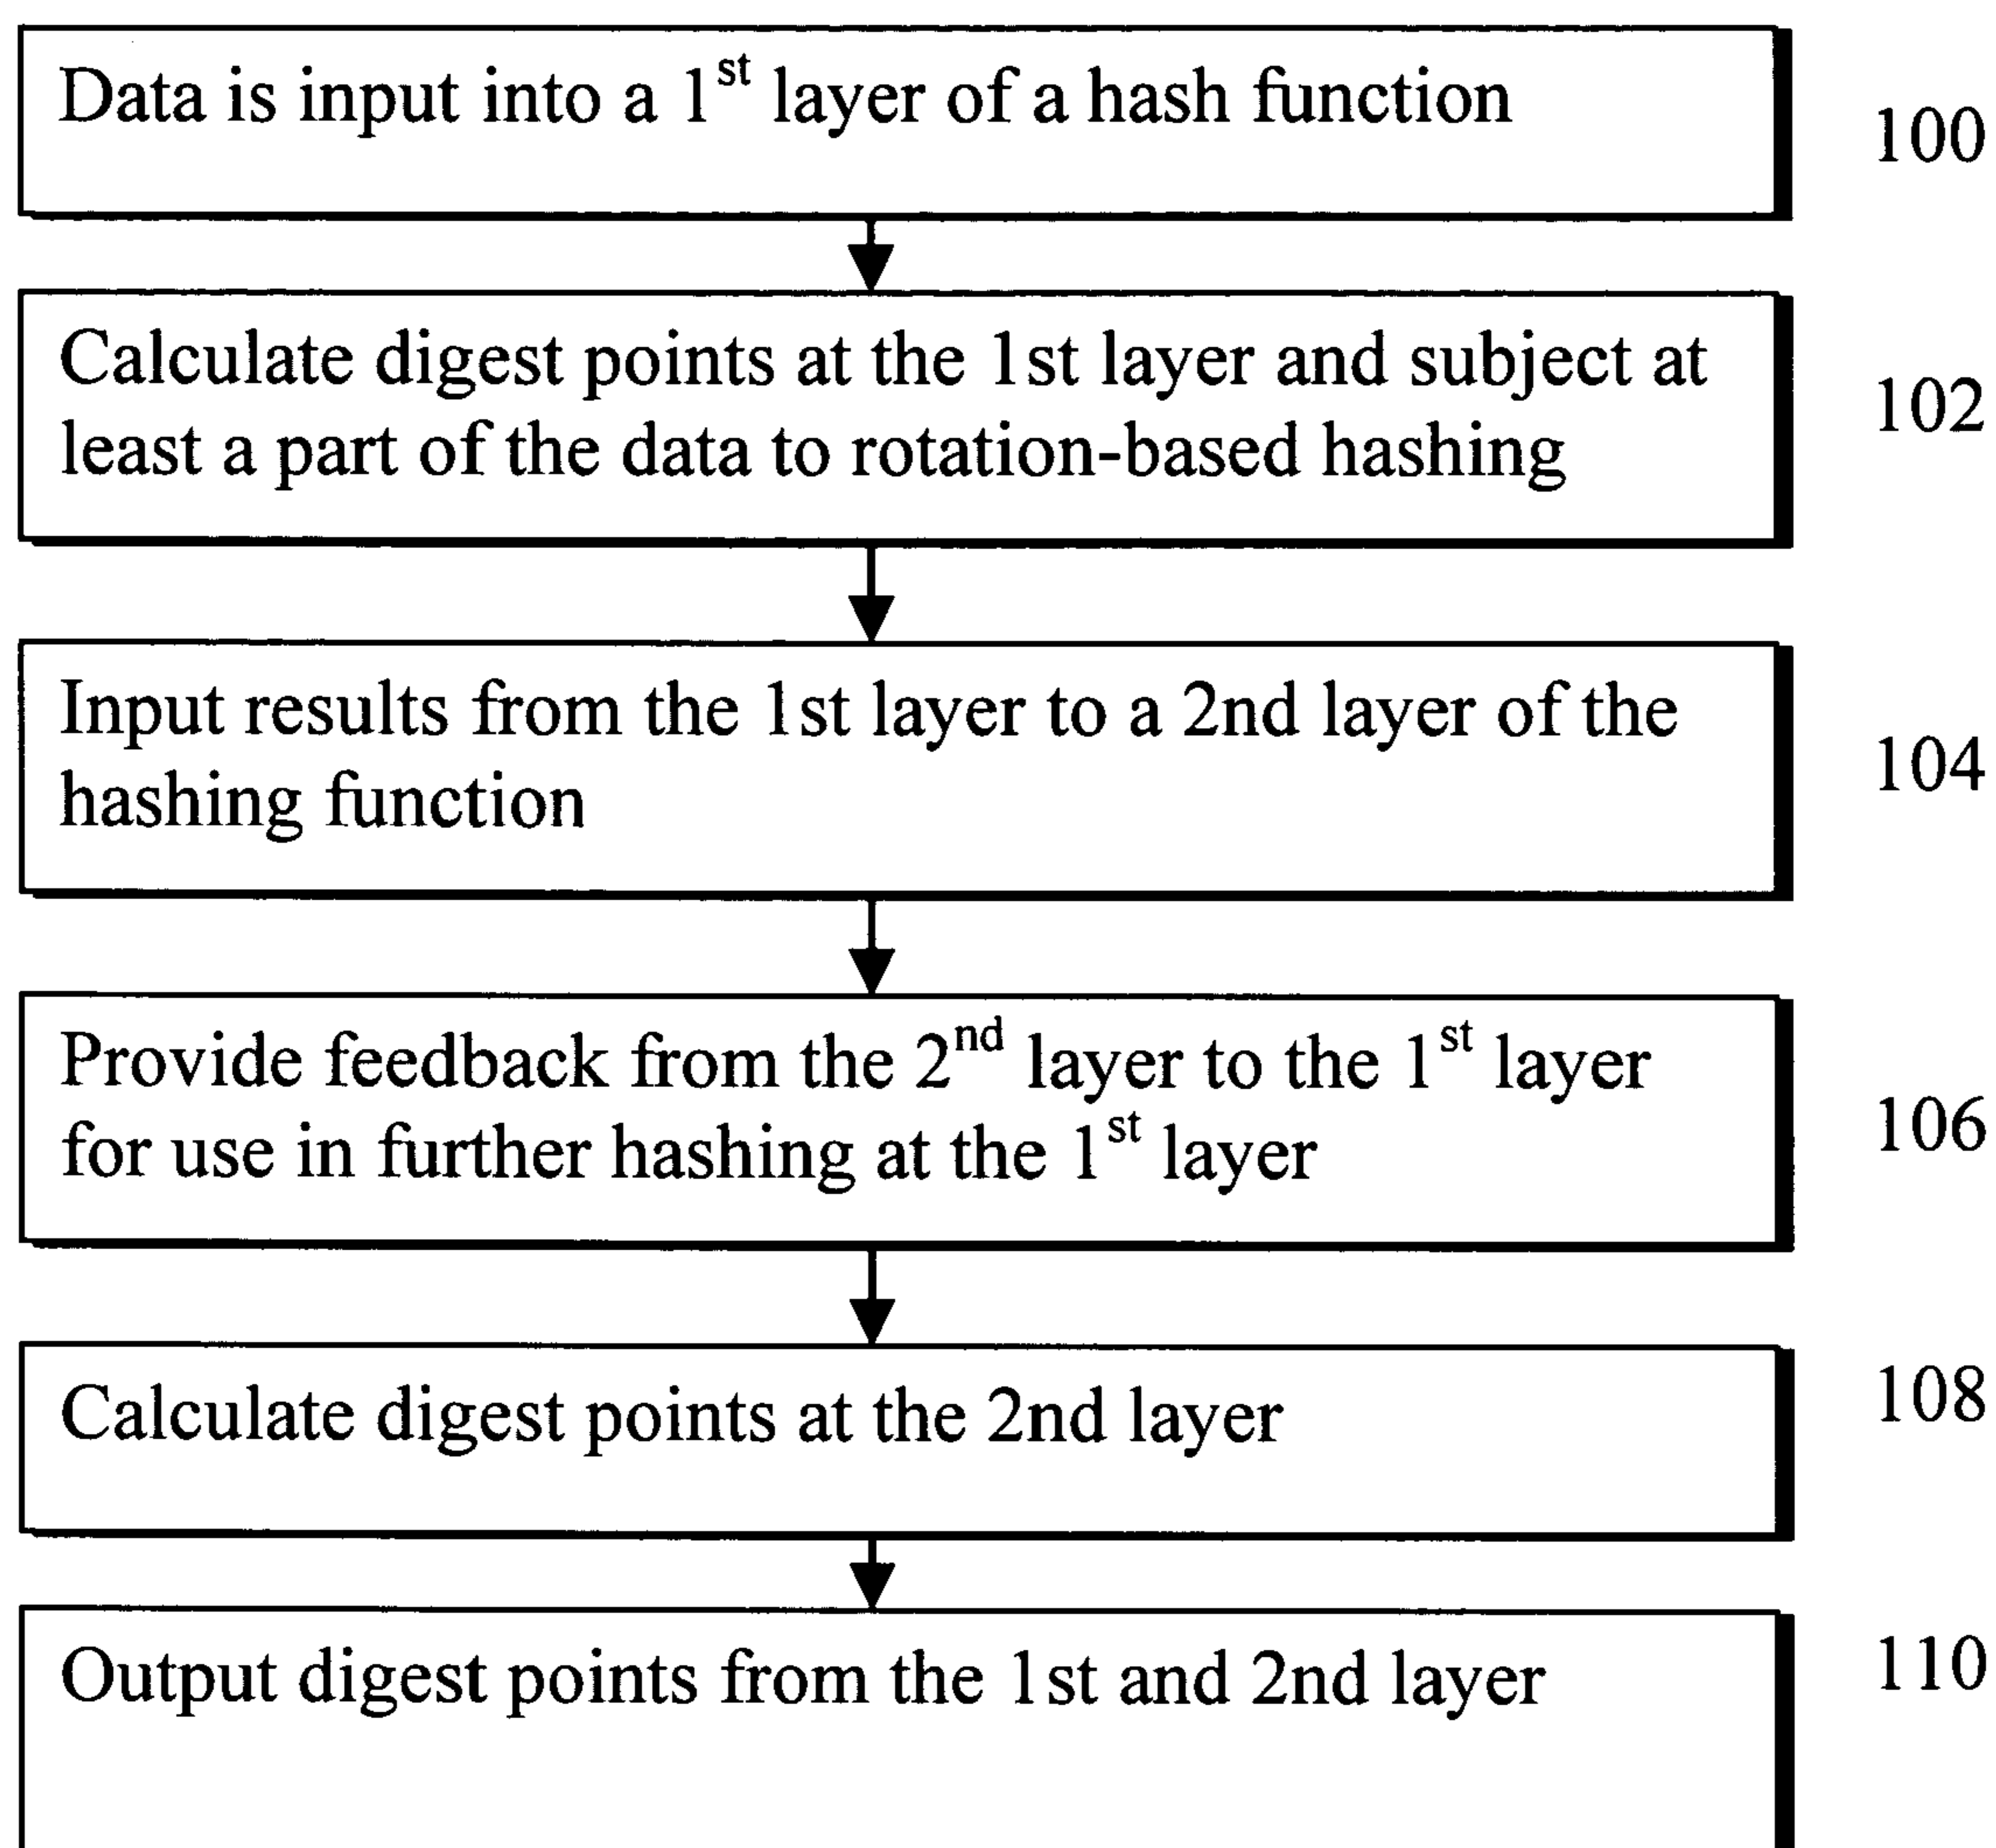 Data is input into a 1st layer of a hash function
100
Calculate digest points at the 1st layer and subject at
least a part of the data to rotation-based hashing
102
Input results from the 1st layer to a 2nd layer of the
hashing function
104
Provide feedback from the 2nd layer to the 1st layer
for use in further hashing at the 1st layer
106
Calculate digest points at the 2nd layer
108
Output digest points from the 1st and 2nd layer
110